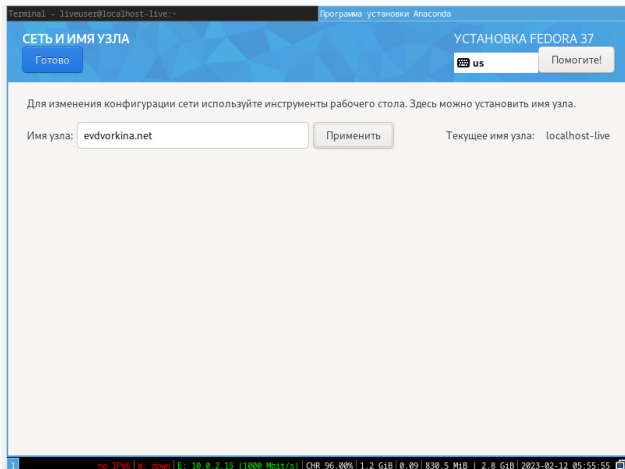 Terminal - liveuser@localhost-live:~ Программа установки Anaconda
СЕТЬ И ИМЯ УЗЛА УСТАНОВКА FEDORA 37
Готово us Помогите!
Для изменения конфигурации сети используйте инструменты рабочего стола. Здесь можно установить имя узла.
Имя узла: evdvorkina.net Применить Текущее имя узла: localhost-live
1 no IPv6 W: down E: 10.0.2.15 (1000 Mbit/s) CHR 96.00% 1.2 GiB 0.09 830.5 MiB | 2.8 GiB 2023-02-12 05:55:55